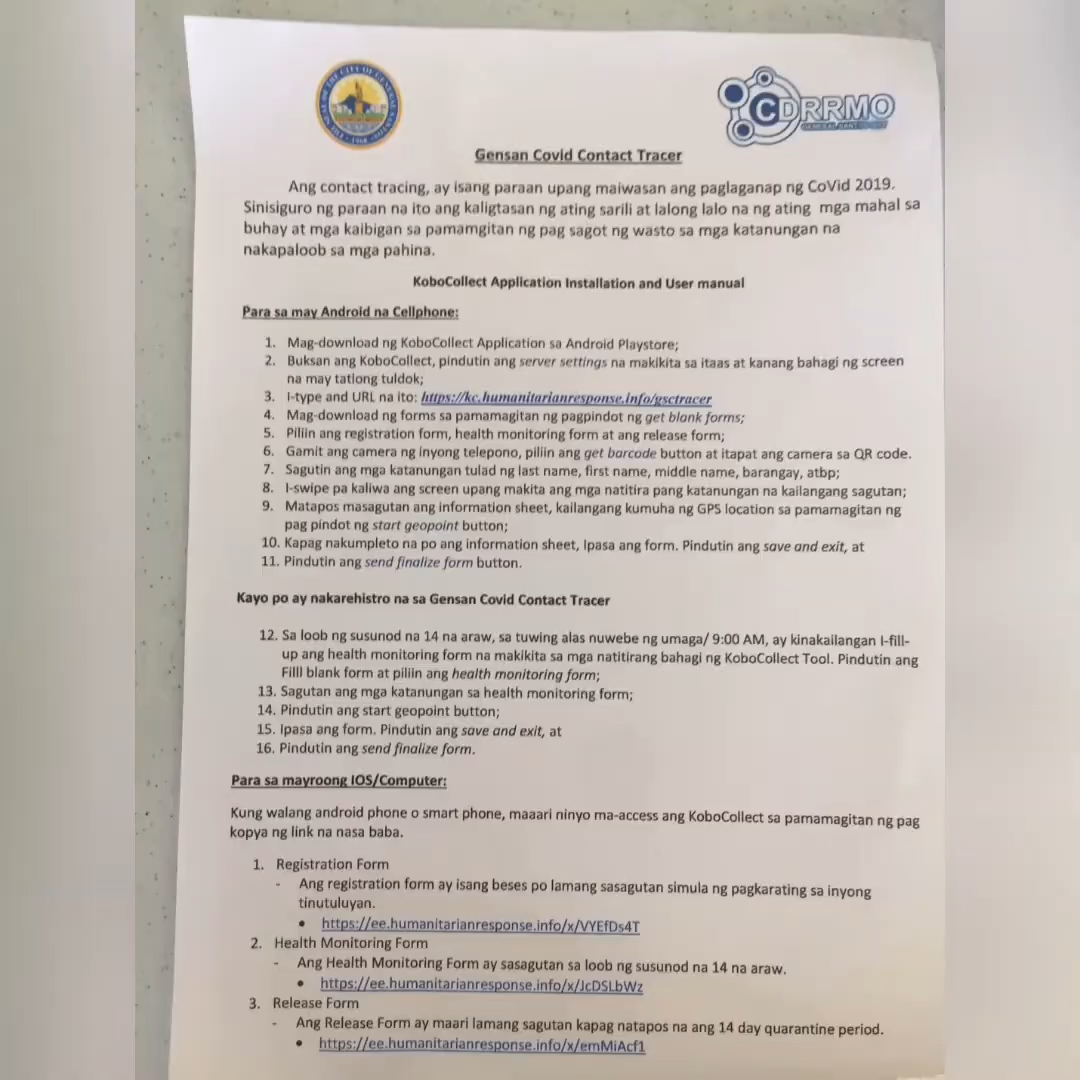 CDRRMO
Gensan Covid Contact Tracer
Ang contact tracing, ay isang paraan upang maiwasan ang paglaganap ng CoVid 2019.
Sinisiguro ng paraan na ito ang kaligtasan ng ating sarili at lalong lalo na ng ating mga mahal sa
buhay at mga kaibigan sa pamamgitan ng pag sagot ng wasto sa mga katanungan na
nakapaloob sa mga pahina.
KoboCollect Application Installation and User manual
Para sa may Android na Cellphone:
1. Mag-download ng KoboCollect Application sa Android Playstore;
2. Buksan ang KoboCollect, pindutin ang server settings na makikita sa itaas at kanang bahagi ng screen
na may tatlong tuldok;
3. I-type and URL na ito: https://kc.humanitarianresponse.info/gsctracer
4. Mag-download ng forms sa pamamagitan ng pagpindot ng get blank forms;
5. Piliin ang registration form, health monitoring form at ang release form;
6. Gamit ang camera ng inyong telepono, piliin ang get barcode button at itapat ang camera sa QR code.
7. Sagutin ang mga katanungan tulad ng last name, first name, middle name, barangay, atbp;
8. I-swipe pa kaliwa ang screen upang makita ang mga natitira pang katanungan na kailangang sagutan;
9. Matapos masagutan ang information sheet, kailangang kumuha ng GPS location sa pamamagitan ng
pag pindot ng start geopoint button;
10. Kapag nakumpleto na po ang information sheet, Ipasa ang form. Pindutin ang save and exit, at
11. Pindutin ang send finalize form button.
Kayo po ay nakarehistro na sa Gensan Covid Contact Tracer
12. Sa loob ng susunod na 14 na araw, sa tuwing alas nuwebe ng umaga/ 9:00 AM, ay kinakailangan I-fill-
up ang health monitoring form na makikita sa mga natitirang bahagi ng KoboCollect Tool. Pindutin ang
Filll blank form at piliin ang health monitoring form;
13. Sagutan ang mga katanungan sa health monitoring form;
14. Pindutin ang start geopoint button;
15. Ipasa ang form. Pindutin ang save and exit, at
16. Pindutin ang send finalize form.
Para sa mayroong IOS/Computer:
Kung walang android phone o smart phone, maaari ninyo ma-access ang KoboCollect sa pamamagitan ng pag
kopya ng link na nasa baba.
1. Registration Form
- Ang registration form ay isang beses po lamang sasagutan simula ng pagkarating sa inyong
tinutuluyan.
• https://ee.humanitarianresponse.info/x/VYEfDs4T
2. Health Monitoring Form
- Ang Health Monitoring Form ay sasagutan sa loob ng susunod na 14 na araw.
• https://ee.humanitarianresponse.info/x/JcDSLbWz
3. Release Form
- Ang Release Form ay maari lamang sagutan kapag natapos na ang 14 day quarantine period.
• https://ee.humanitarianresponse.info/x/emMiAcf1